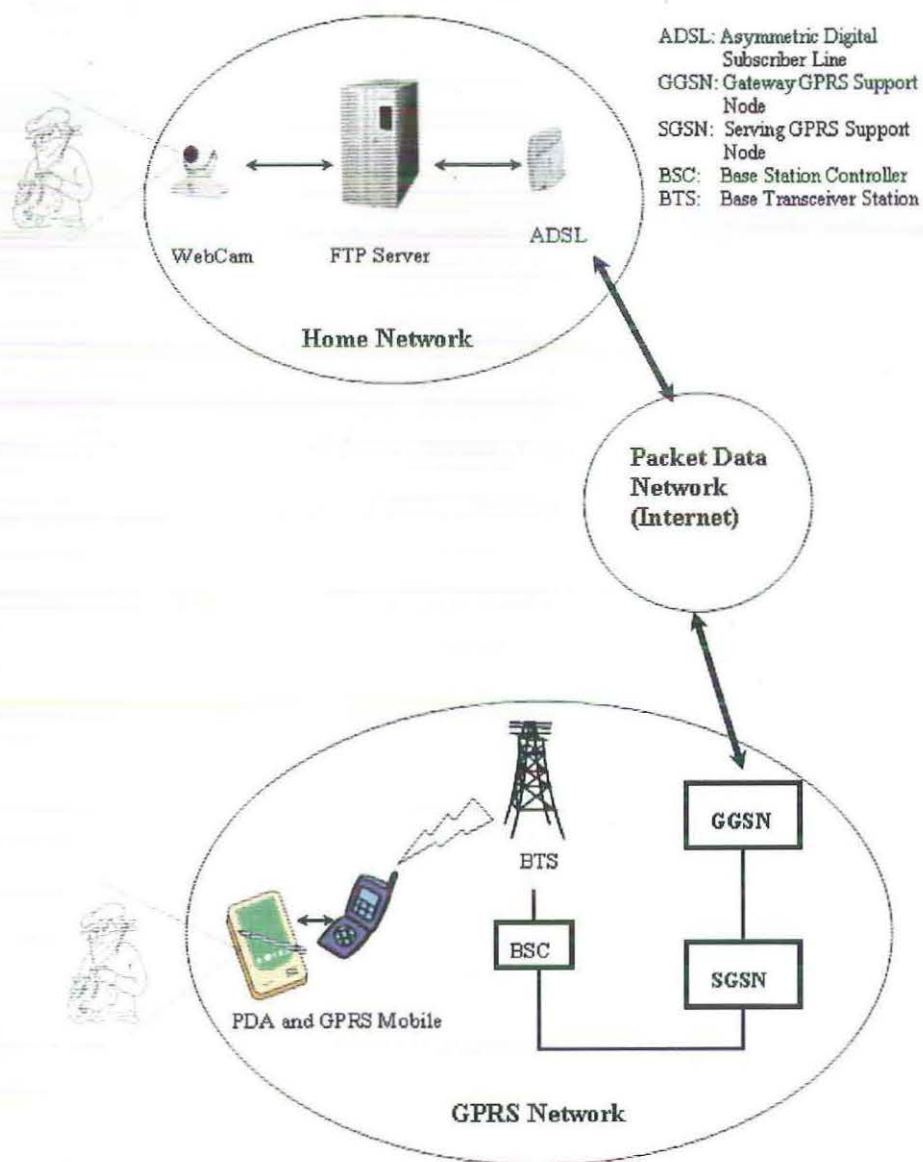 ADSL: Asymmetric Digital
Subscriber Line
GGSN: Gateway GPRS Support
Node
SGSN: Serving GPRS Support
Node
BSC: Base Station Controller
BTS: Base Transceiver Station
WebCam
FTP Server
ADSL
Home Network
Packet Data
Network
(Internet)
BTS
GGSN
BSC
SGSN
PDA and GPRS Mobile
GPRS Network